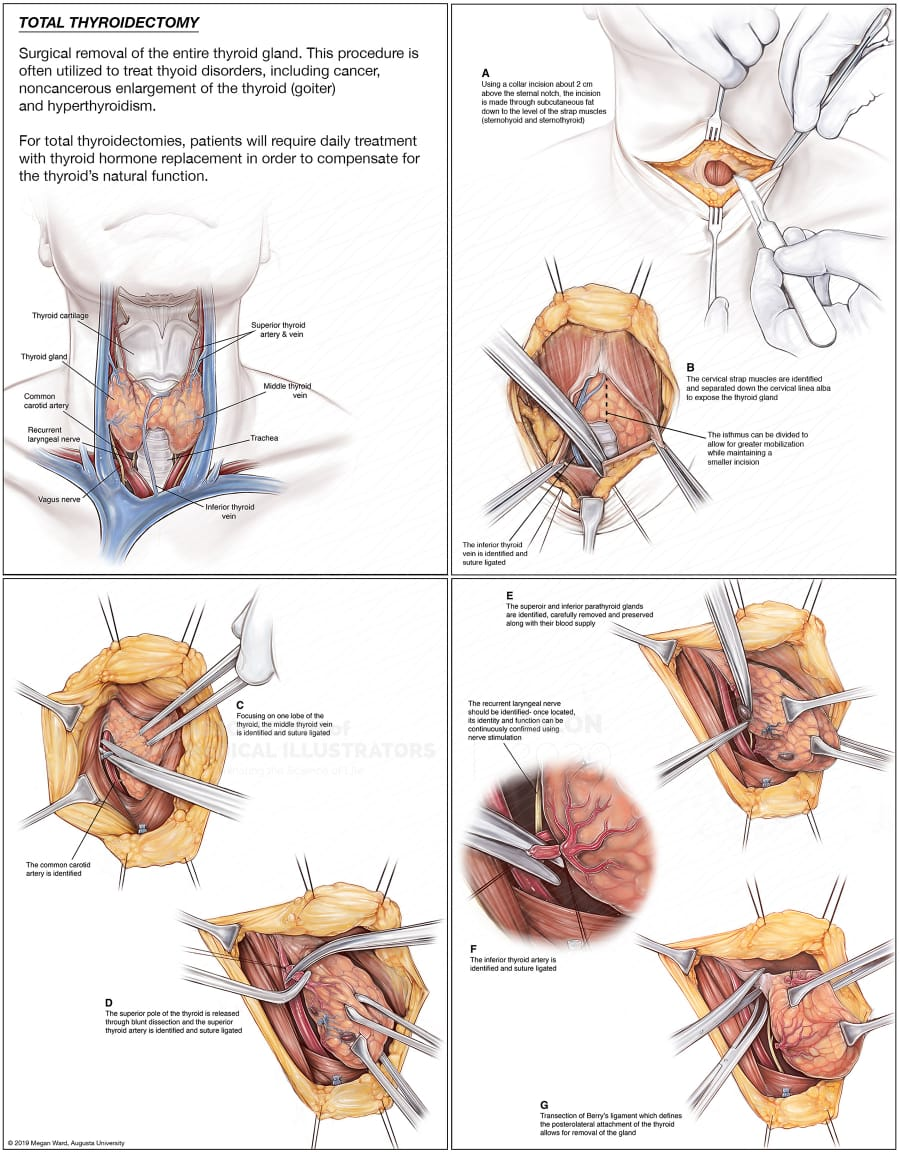 TOTAL THYROIDECTOMY
Surgical removal of the entire thyroid gland. This procedure is
often utilized to treat thyoid disorders, including cancer,
noncancerous enlargement of the thyroid (goiter)
and hyperthyroidism.
For total thyroidectomies, patients will require daily treatment
with thyroid hormone replacement in order to compensate for
the thyroid's natural function.
Thyroid cartilage
Superior thyroid
artery & vein
Thyroid gland
Middle thyroid
vein
Common
carotid artery
Recurrent
laryngeal nerve
Trachea
Vagus nerve
Inferior thyroid
vein
A
Using a collar incision about 2 cm
above the sternal notch, the incision
is made through subcutaneous fat
down to the level of the strap muscles
(sternohyoid and sternothyroid)
B
The cervical strap muscles are identified
and separated down the cervical linea alba
to expose the thyroid gland
The isthmus can be divided to
allow for greater mobilization
while maintaining a
smaller incision
The inferior thyroid
vein is identified and
suture ligated
C
Focusing on one lobe of the
thyroid, the middle thyroid vein
is identified and suture ligated
The common carotid
artery is identified
D
The superior pole of the thyroid is released
through blunt dissection and the superior
thyroid artery is identified and suture ligated
E
The superoir and inferior parathyroid glands
are identified, carefully removed and preserved
along with their blood supply
The recurrent laryngeal nerve
should be identified- once located,
its identity and function can be
continuously confirmed using
nerve stimulation
F
The inferior thyroid artery is
identified and suture ligated
G
Transection of Berry's ligament which defines
the posterolateral attachment of the thyroid
allows for removal of the gland
of
ICAL ILLUSTRATORS
the Science of Life
© 2019 Megan Ward, Augusta University